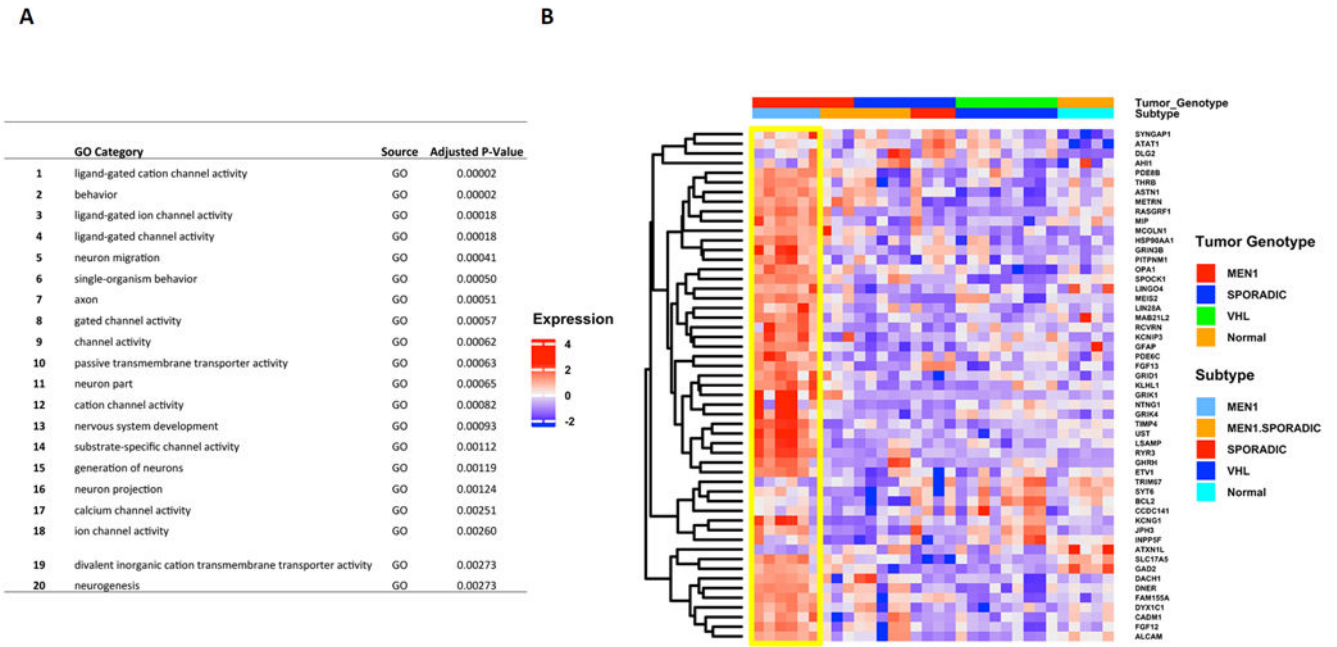 A
B
GO Category Source Adjusted P-Value
1 ligand-gated cation channel activity GO 0.00002
2 behavior GO 0.00002
3 ligand-gated ion channel activity GO 0.00018
4 ligand-gated channel activity GO 0.00018
5 neuron migration GO 0.00041
6 single-organism behavior GO 0.00050
7 axon GO 0.00051
8 gated channel activity GO 0.00057
9 channel activity GO 0.00062
10 passive transmembrane transporter activity GO 0.00063
11 neuron part GO 0.00065
12 cation channel activity GO 0.00082
13 nervous system development GO 0.00093
14 substrate-specific channel activity GO 0.00112
15 generation of neurons GO 0.00119
16 neuron projection GO 0.00124
17 calcium channel activity GO 0.00251
18 ion channel activity GO 0.00260
19 divalent inorganic cation transmembrane transporter activity GO 0.00273
20 neurogenesis GO 0.00273
Expression
4
2
0
-2
Tumor_Genotype
Subtype
SYNGAP1
ATAT1
DLG2
AHI1
PDE8B
THRB
ASTN1
METRN
RASGRF1
MIP
MCOLN1
HSP90AA1
GRIN3B
PITPNM1
OPA1
SPOCK1
LINGO4
MEIS2
LIN28A
MAB21L2
RCVRN
KCNIP3
GFAP
PDE6C
FGF13
GRID1
KLHL1
GRIK1
NTNG1
GRIK4
TIMP4
UST
LSAMP
RYR3
GHRH
ETV1
TRIM67
SYT6
BCL2
CCDC141
KCNG1
JPH3
INPP5F
ATXN1L
SLC17A5
GAD2
DACH1
DNER
FAM155A
DYX1C1
CADM1
FGF12
ALCAM
Tumor Genotype
MEN1
SPORADIC
VHL
Normal
Subtype
MEN1
MEN1.SPORADIC
SPORADIC
VHL
Normal